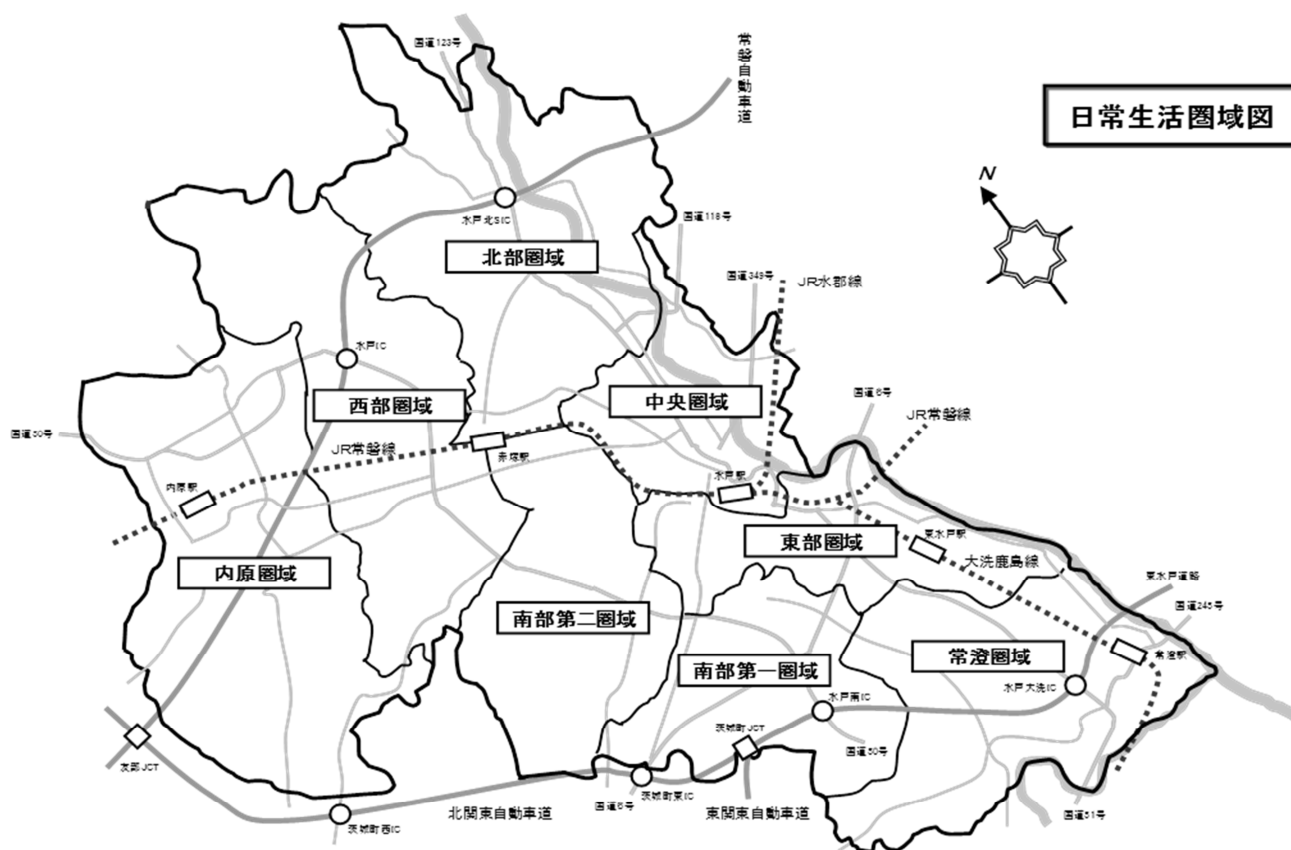 国道123号
常磐自動車道
日常生活圏域図
N
水戸北SIC
国道118号
北部圏域
国道349号
JR水郡線
水戸IC
西部圏域
中央圏域
国道6号
JR常磐線
国道50号
JR常磐線
赤塚駅
内原駅
水戸駅
東部圏域
東水戸駅
大洗鹿島線
内原圏域
東水戸道路
国道245号
南部第二圏域
常澄圏域
常澄駅
南部第一圏域
水戸大洗IC
水戸南IC
茨城町JCT
国道50号
友部JCT
国道6号
茨城町東IC
北関東自動車道
東関東自動車道
国道51号
茨城町西IC